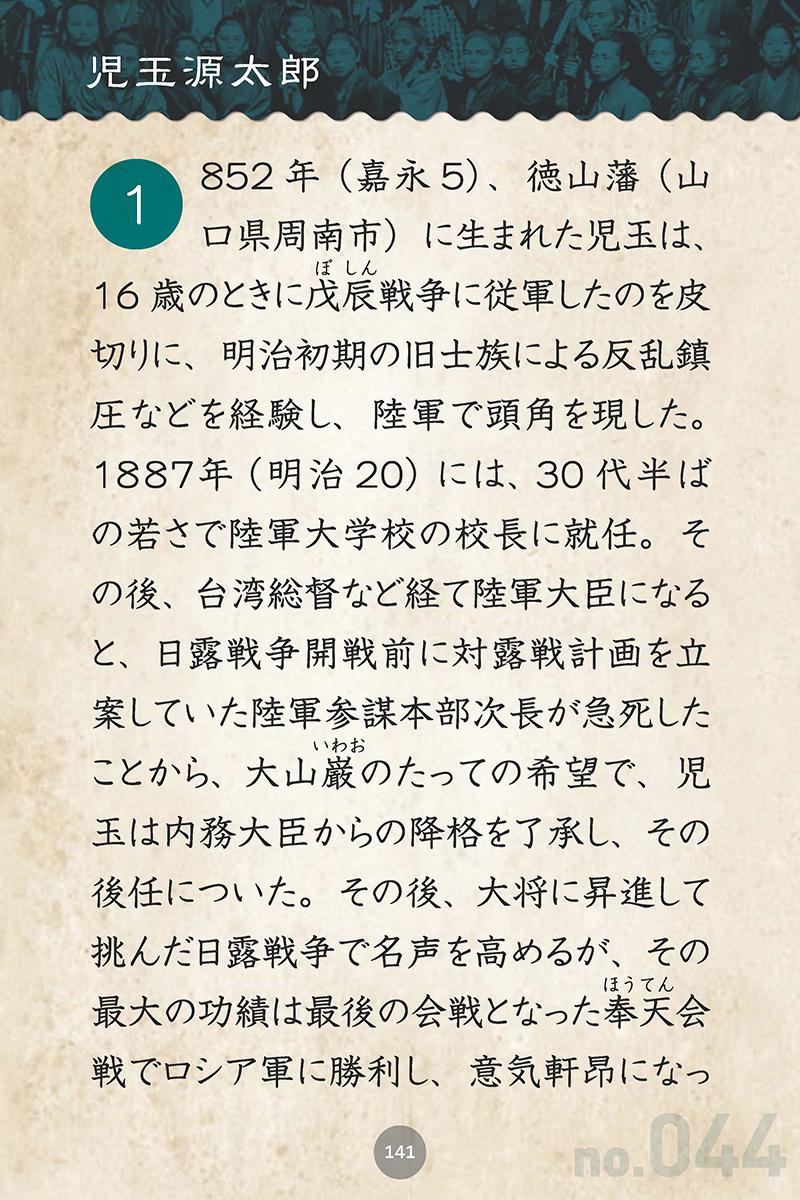 児玉源太郎
1852年（嘉永5）、徳山藩（山
口県周南市）に生まれた児玉は、
ぼしん
16歳のときに戊辰戦争に従軍したのを皮
切りに、明治初期の旧士族による反乱鎮
圧などを経験し、陸軍で頭角を現した。
1887年（明治20）には、30代半ば
の若さで陸軍大学校の校長に就任。そ
の後、台湾総督など経て陸軍大臣になる
と、日露戦争開戦前に対露戦計画を立
案していた陸軍参謀本部次長が急死した
いわお
ことから、大山巌のたっての希望で、児
玉は内務大臣からの降格を了承し、その
後任についた。その後、大将に昇進して
挑んだ日露戦争で名声を高めるが、その
ほうてん
最大の功績は最後の会戦となった奉天会
戦でロシア軍に勝利し、意気軒昂になっ
141
no.044